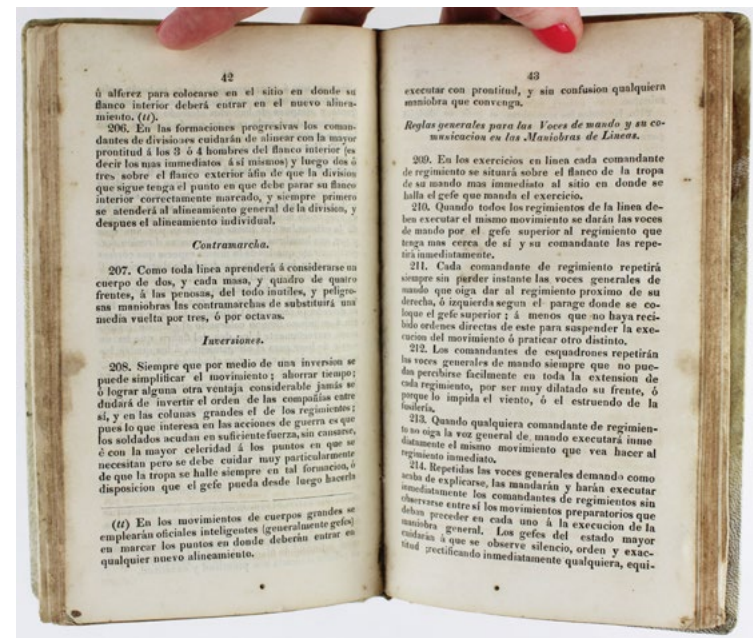 42
ú alferez para colocarse en el sitio en donde su
flanco interior deberá entrar en el nuevo alinea-
miento. (tt).
206. En las formaciones progresivas los coman-
dantes de divisiones cuidarán de alinear con la mayor
prontitud á los 3 ó 4 hombres del flanco interior (es
decir los mas immediatos á sí mismos) y luego dos ó
tres sobre el flanco exterior áfin de que la division
que sigue tenga el punto en que debe parar su flanco
interior correctamente marcado, y siempre primero
se atenderá al alineamiento general de la division, y
despues el alineamiento individual.
Contramarcha.
207. Como toda linea aprenderá á considerarse un
cuerpo de dos, y cada masa, y quadro de quatro
frentes, á las penosas, del todo inutiles, y peligro-
sas maniobras las contramarchas de substituirá una
media vuelta por tres, ó por octavas.
Inversiones.
208. Siempre que por medio de una inversion se
puede simplificar el movimiento; aborrar tiempo;
ó lograr alguna otra ventaja considerable jamás se
dudará de invertir el orden de las compañias entre
sí, y en las colunas grandes el de los regimientos;
pues lo que interesa en las acciones de guerra es que
los soldados acudan en suficiente fuerza, sin cansarse,
é con la mayor celeridad á los puntos en que se
necesitan pero se debe cuidar muy particularmente
de que la tropa se halle siempre en tal formacion, ó
disposicion que el gefe pueda desde luego hacerla
(tt) En los movimientos de cuerpos grandes se
emplearán oficiales inteligentes (generalmente gefes)
en marcar los puntos en donde deberán entrar en
qualquier nuevo alineamiento.
43
executar con prontitud, y sin confusion qualquiera
maniobra que convenga.
Reglas generales para las Voces de mando y su co-
municacion en las Maniobras de Lineas.
209. En los exercicios en linea cada comandante
de regimiento se situará sobre el flanco de la tropa
de su mando mas immediato al sitio en donde se
halla el gefe que manda el exercicio.
210. Quando todos los regimientos de la linea de-
ben executar el mismo movimiento se darán las voces
de mando por el gefe superior al regimiento que
tenga mas cerca de sí y su comandante las repe-
tirá inmediatamente.
211. Cada comandante de regimiento repetirá
siempre sin perder instante las voces generales de
mando que oiga dar al regimiento proximo de su
derecha, ó izquierda segun el parage donde se co-
loque el gefe superior; á menos que no haya reci-
bido ordenes directas de este para suspender la exe-
cucion del movimiento ó praticar otro distinto.
212. Los comandantes de esquadrones repetirán
las voces generales de mando siempre que no pue-
dan percibirse facilmente en toda la extension de
cada regimiento, por ser muy dilatado su frente, ó
porque lo impida el viento, ó el estruendo de la
fusilería.
213. Quando qualquiera comandante de regimien-
to no oiga la voz general de mando executará inme
diatamente el mismo movimiento que vea hacer al
regimiento inmediato.
214. Repetidas las voces generales demando como
acaba de explicarse, las mandarán y harán executar
inmediatamente los comandantes de regimientos sin
observarse entre sí los movimientos preparatorios que
deban preceder en cada uno á la execucion de la
maniobra general. Los gefes del estado mayor
cuidarán á que se observe silencio, orden y exac-
titud rectificando inmediatamente qualquiera, equi-